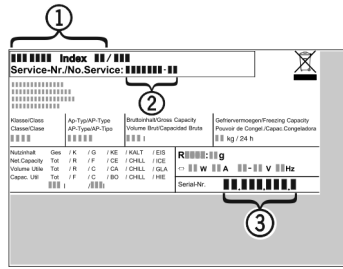 1
Index /
Service-Nr./No.Service: -
2
Klasse/Class
Classe/Clase
Ap-Typ/AP-Type
AP-Type/AP-Tipo
Bruttoinhalt/Gross Capacity
Volume Brut/Capacidad Bruta
l
Gefriervermoegen/Freezing Capacity
Pouvoir de Congel./Capac.Congeladora
kg / 24 h
Nutzinhalt Ges / K / G / KE / KALT / EIS
Net.Capacity Tot / R / F / CE / CHILL / ICE
Volume Utile Tot / R / C / CA / CHILL / GLA
Capac. Util Tot / F / C / BO / CHILL / HIE
l / l
R : g
W A - V Hz
Serial-Nr. . .
3